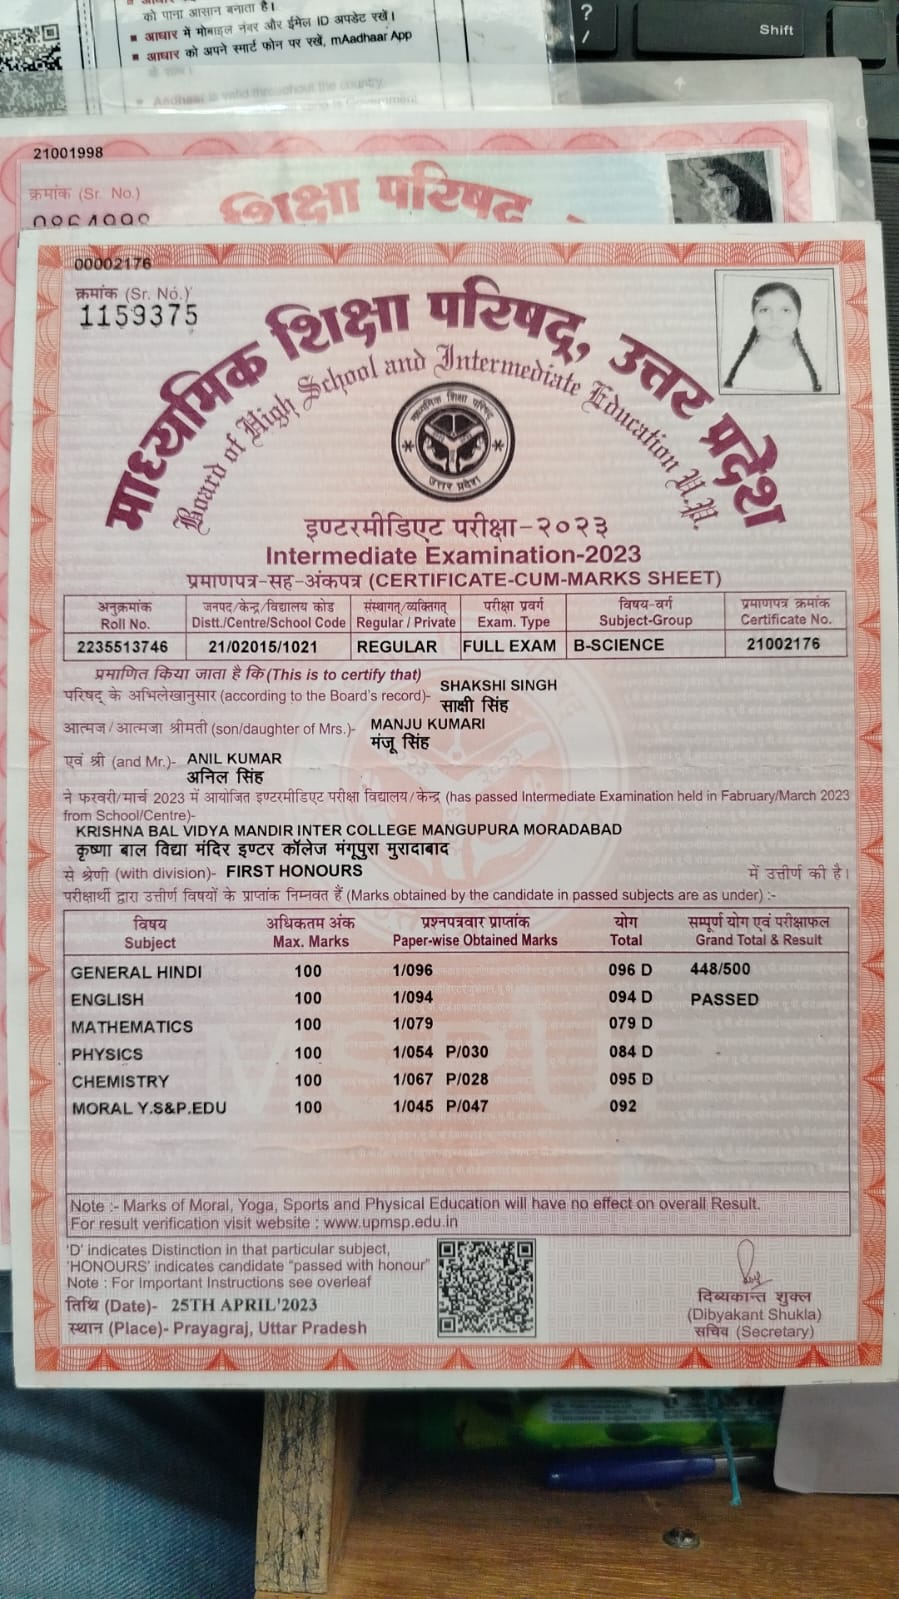 को पाना आसान बनाता है।
■ आधार में मोबाइल नंबर और ईमेल ID अपडेट रखें।
■ आधार को अपने स्मार्ट फोन पर रखें, mAadhaar App
Aadhaar is valid throughout the country.
?
/
Shift
21001998
क्रमांक (Sr. No.)
शिक्षा परिषद
00002176
क्रमांक (Sr. No.)
1159375
माध्यमिक शिक्षा परिषद्, उत्तर प्रदेश
Board of High School and Intermediate Education U.P.
माध्यमिक शिक्षा परिषद्
उत्तर प्रदेश
इण्टरमीडिएट परीक्षा-२०२३
Intermediate Examination-2023
प्रमाणपत्र-सह-अंकपत्र (CERTIFICATE-CUM-MARKS SHEET)
अनुक्रमांक जनपद/केन्द्र/विद्यालय कोड संस्थागत/व्यक्तिगत परीक्षा प्रवर्ग विषय-वर्ग प्रमाणपत्र क्रमांक
Roll No. Distt./Centre/School Code Regular / Private Exam. Type Subject-Group Certificate No.
2235513746 21/02015/1021 REGULAR FULL EXAM B-SCIENCE 21002176
प्रमाणित किया जाता है कि (This is to certify that)
परिषद् के अभिलेखानुसार (according to the Board's record)- SHAKSHI SINGH
साक्षी सिंह
आत्मज/आत्मजा श्रीमती (son/daughter of Mrs.)- MANJU KUMARI
मंजू सिंह
एवं श्री (and Mr.)- ANIL KUMAR
अनिल सिंह
ने फरवरी/मार्च 2023 में आयोजित इण्टरमीडिएट परीक्षा विद्यालय/केन्द्र (has passed Intermediate Examination held in Fabruary/March 2023
from School/Centre)-
KRISHNA BAL VIDYA MANDIR INTER COLLEGE MANGUPURA MORADABAD
कृष्णा बाल विद्या मंदिर इण्टर कॉलेज मंगूपुरा मुरादाबाद
से श्रेणी (with division)- FIRST HONOURS में उत्तीर्ण की है।
परीक्षार्थी द्वारा उत्तीर्ण विषयों के प्राप्तांक निम्नवत हैं (Marks obtained by the candidate in passed subjects are as under) :-
विषय अधिकतम अंक प्रश्नपत्रवार प्राप्तांक योग सम्पूर्ण योग एवं परीक्षाफल
Subject Max. Marks Paper-wise Obtained Marks Total Grand Total & Result
GENERAL HINDI 100 1/096 096 D 448/500
ENGLISH 100 1/094 094 D PASSED
MATHEMATICS 100 1/079 079 D
PHYSICS 100 1/054 P/030 084 D
CHEMISTRY 100 1/067 P/028 095 D
MORAL Y.S&P.EDU 100 1/045 P/047 092
Note :- Marks of Moral, Yoga, Sports and Physical Education will have no effect on overall Result.
For result verification visit website : www.upmsp.edu.in
'D' indicates Distinction in that particular subject,
'HONOURS' indicates candidate "passed with honour"
Note : For Important Instructions see overleaf
तिथि (Date)- 25TH APRIL'2023
स्थान (Place)- Prayagraj, Uttar Pradesh
दिब्यकान्त शुक्ल
(Dibyakant Shukla)
सचिव (Secretary)